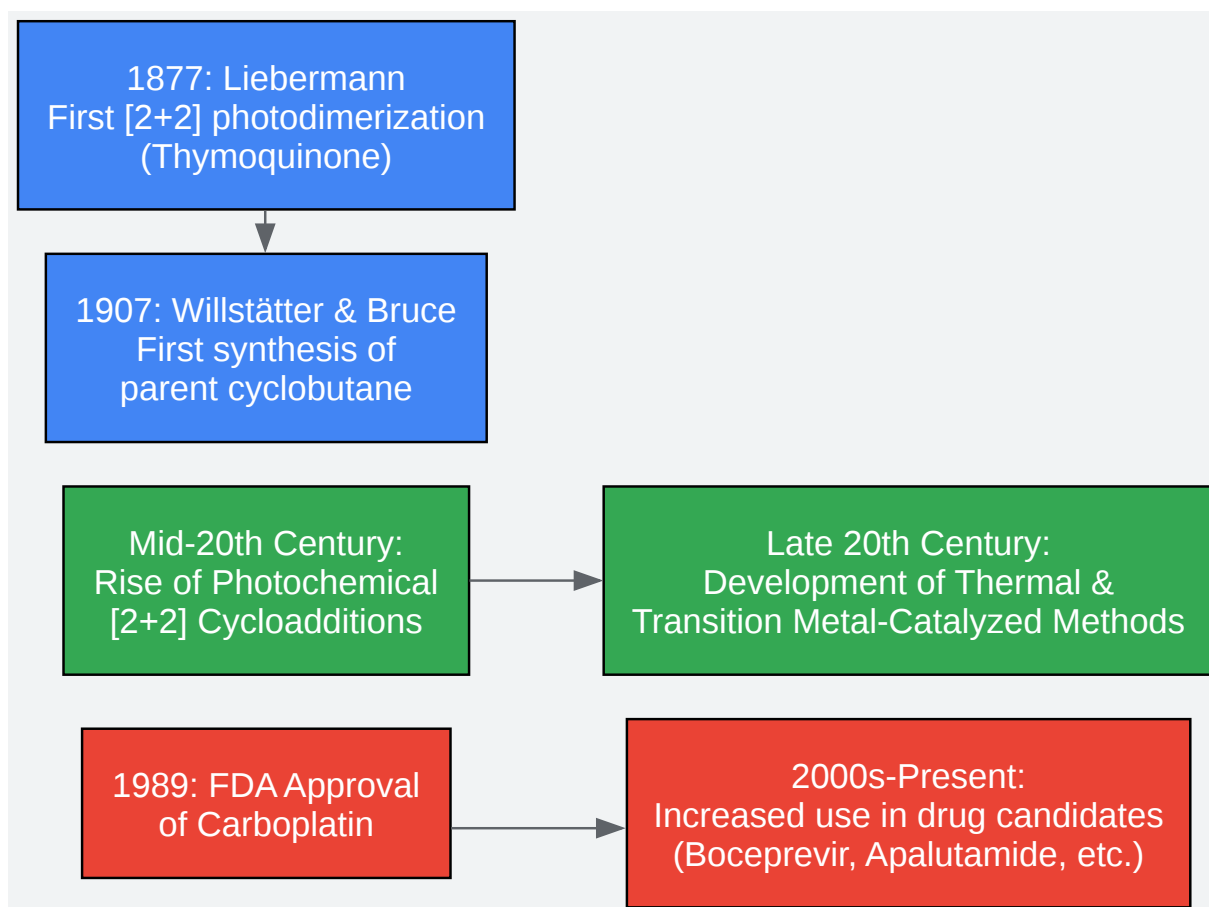 1877: Liebermann
First [2+2] photodimerization
(Thymoquinone)
1907: Willstätter & Bruce
First synthesis of
parent cyclobutane
Mid-20th Century:
Rise of Photochemical
[2+2] Cycloadditions
Late 20th Century:
Development of Thermal &
Transition Metal-Catalyzed Methods
1989: FDA Approval
of Carboplatin
2000s-Present:
Increased use in drug candidates
(Boceprevir, Apalutamide, etc.)